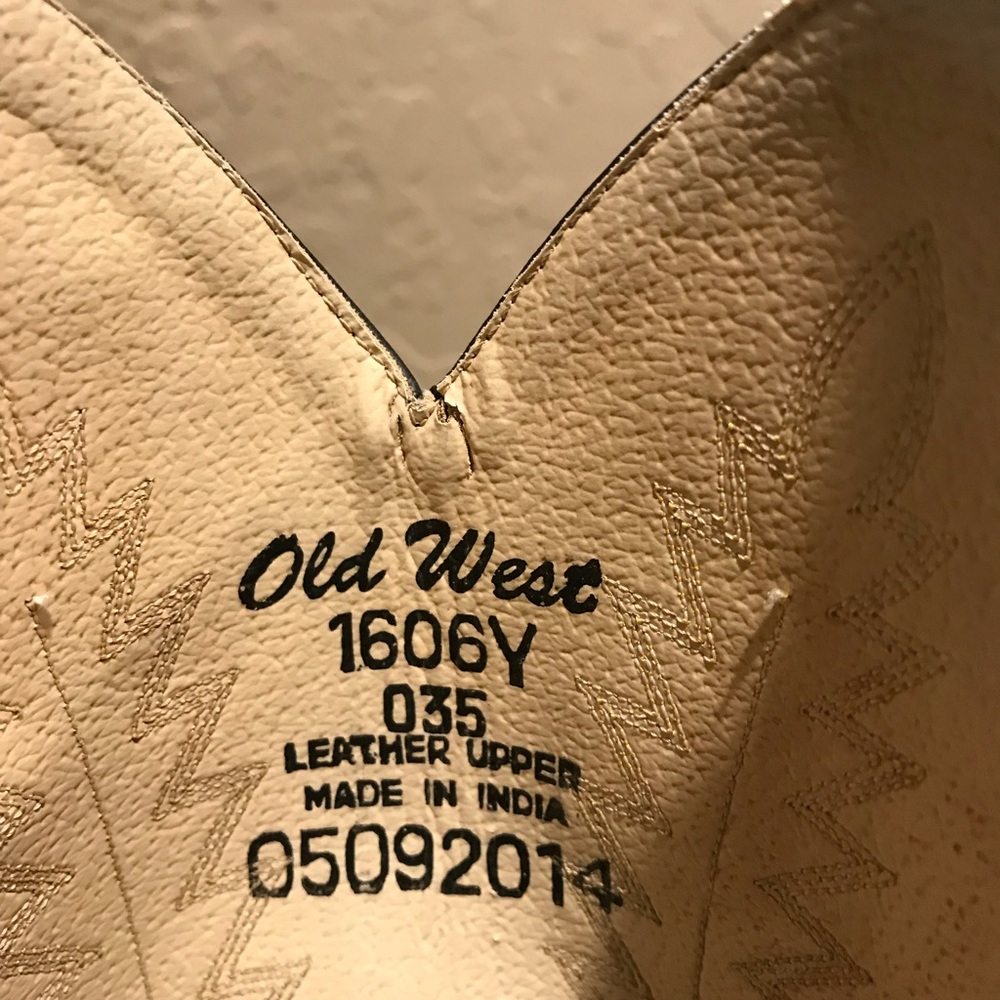 Old West
1606Y
035
LEATHER UPPER
MADE IN INDIA
05092014